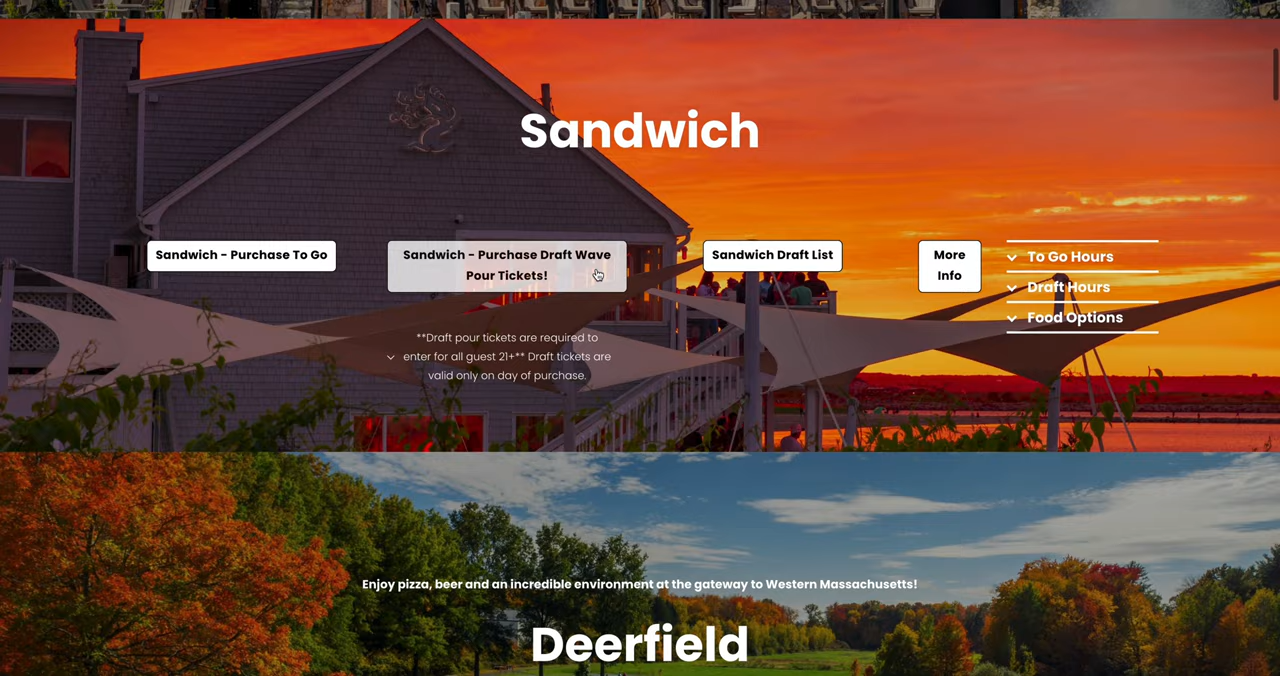 Sandwich
Sandwich - Purchase To Go
Sandwich - Purchase Draft Wave
Pour Tickets!
Sandwich Draft List
More
Info
To Go Hours
Draft Hours
Food Options
**Draft pour tickets are required to
enter for all guest 21+** Draft tickets are
valid only on day of purchase.
Enjoy pizza, beer and an incredible environment at the gateway to Western Massachusetts!
Deerfield